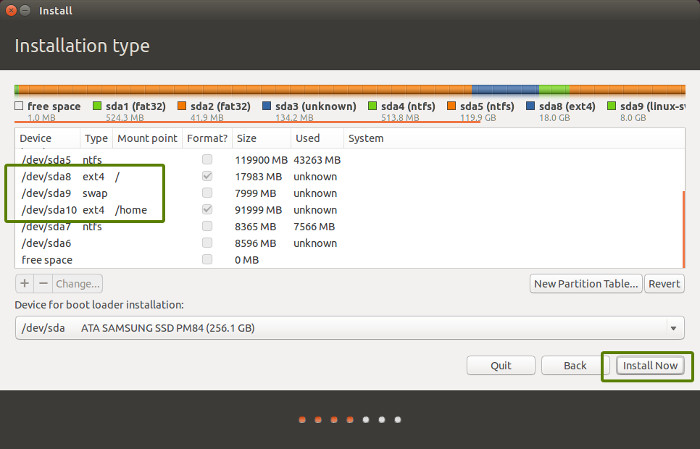 Install
Installation type
free space sda1 (fat32) sda2 (fat32) sda3 (unknown) sda4 (ntfs) sda5 (ntfs) sda8 (ext4) sda9 (linux-sw
1.0 MB 524.3 MB 41.9 MB 134.2 MB 513.8 MB 119.9 GB 18.0 GB 8.0 GB
Device Type Mount point Format? Size Used System
/dev/sda5 ntfs 119900 MB 43263 MB
/dev/sda8 ext4 / 17983 MB unknown
/dev/sda9 swap 7999 MB unknown
/dev/sda10 ext4 /home 91999 MB unknown
/dev/sda7 ntfs 8365 MB 7566 MB
/dev/sda6 8596 MB unknown
free space 0 MB
+ − Change... New Partition Table... Revert
Device for boot loader installation:
/dev/sda ATA SAMSUNG SSD PM84 (256.1 GB)
Quit Back Install Now